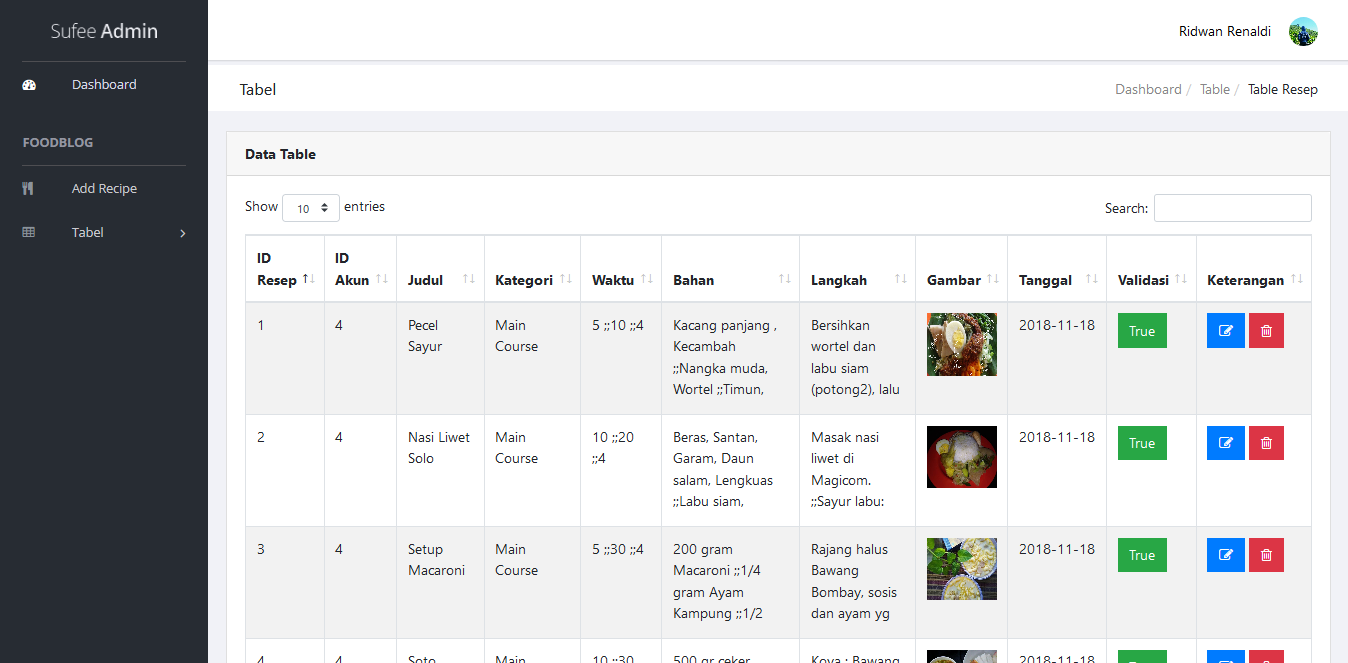 Sufee Admin
Ridwan Renaldi
Dashboard
FOODBLOG
Add Recipe
Tabel
Tabel
Dashboard / Table / Table Resep
Data Table
Show 10 entries
Search:
ID Resep ID Akun Judul Kategori Waktu Bahan Langkah Gambar Tanggal Validasi Keterangan
1 4 Pecel Main 5 ;;10 ;;4 Kacang panjang , Bersihkan 2018-11-18 True
Sayur Course Kecambah wortel dan
;;Nangka muda, labu siam
Wortel ;;Timun, (potong2), lalu
2 4 Nasi Liwet Main 10 ;;20 Beras, Santan, Masak nasi 2018-11-18 True
Solo Course ;;4 Garam, Daun liwet di
salam, Lengkuas Magicom.
;;Labu siam, ;;Sayur labu:
3 4 Setup Main 5 ;;30 ;;4 200 gram Rajang halus 2018-11-18 True
Macaroni Course Macaroni ;;1/4 Bawang
gram Ayam Bombay, sosis
Kampung ;;1/2 dan ayam yg
4 4 Soto Main 10 ;;30 500 gr ceker Koya : Bawang 2018-11-18 True